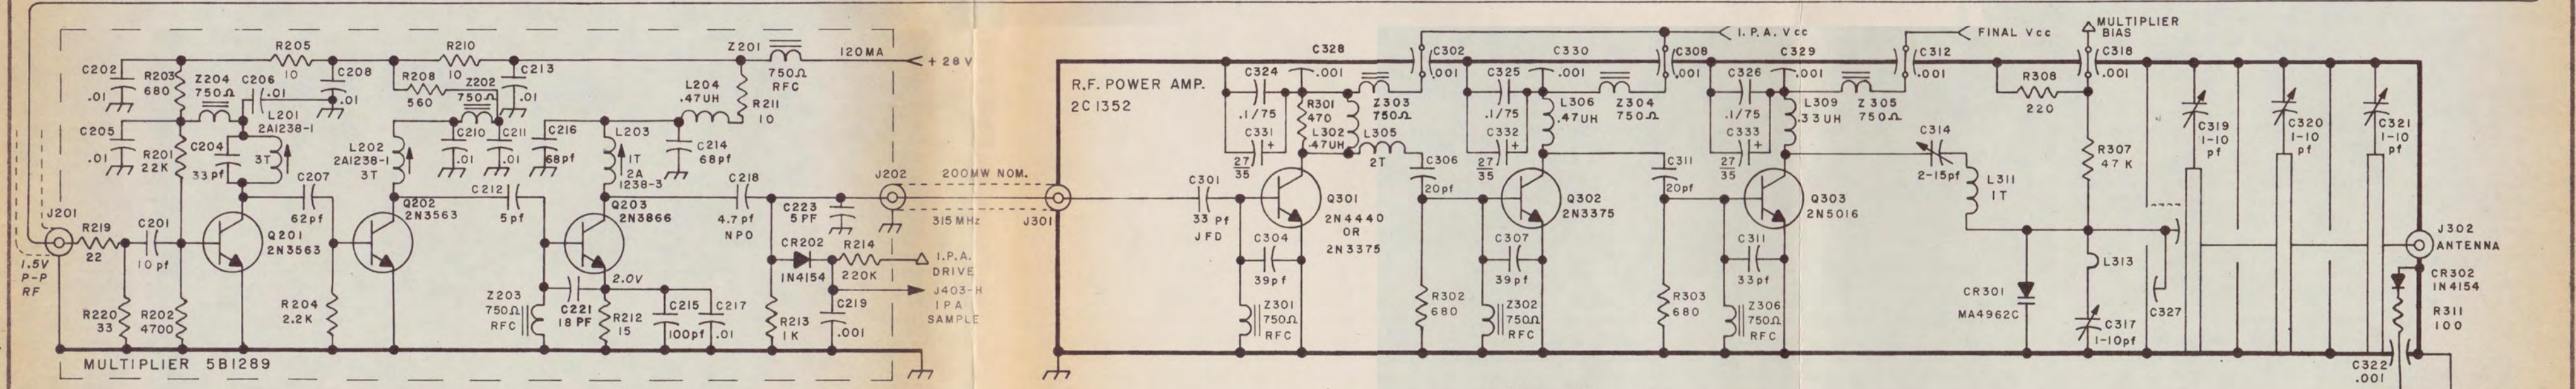 C202
.01
R203
680
C205
.01
R201
22K
Z204
750Ω
C206
.01
R205
10
C208
.01
L201
2A1238-1
3T
C204
33pf
C207
62pf
J201
1.5V
P-P
RF
R219
22
C201
10pf
R220
33
R202
4700
Q201
2N3563
R204
2.2K
MULTIPLIER 5B1289
R208
560
R210
10
Z202
750Ω
C213
.01
L202
2A1238-1
3T
C210
.01
C211
.01
Q202
2N3563
C212
5pf
C216
68pf
L203
1T
2A
1238-3
Q203
2N3866
2.0V
Z203
750Ω
RFC
C221
18 PF
R212
15
C215
100pf
C217
.01
Z201
750Ω
RFC
120MA
+ 28V
L204
.47UH
R211
10
C214
68pf
C218
4.7pf
NPO
C223
5PF
J202
CR202
1N4154
R214
220K
R213
1K
C219
.001
I.P.A.
DRIVE
J403-H
IPA
SAMPLE
200MW NOM.
315 MHz
J301
R.F. POWER AMP.
2C1352
C328
.001
C324
.1/75
C331
+
27
35
R301
470
L302
.47UH
Z303
750Ω
L305
2T
C302
.001
I.P.A. Vcc
C301
33 Pf
JFD
Q301
2N4440
OR
2N3375
C304
39pf
Z301
750Ω
RFC
C306
20pf
R302
680
C330
.001
C325
.1/75
C332
+
27
35
L306
.47UH
Z304
750Ω
C308
.001
Q302
2N3375
C307
39pf
Z302
750Ω
RFC
C311
20pf
R303
680
C329
.001
C326
.1/75
C333
+
27
35
L309
.33UH
Z305
750Ω
C312
.001
FINAL Vcc
Q303
2N5016
C311
33pf
Z306
750Ω
RFC
C314
2-15pf
L311
1T
MULTIPLIER
BIAS
C318
.001
R308
220
R307
47K
CR301
MA4962C
L313
C317
1-10pf
C327
C319
1-10
pf
C320
1-10
pf
C321
1-10
pf
J302
ANTENNA
CR302
1N4154
R311
100
C322
.001